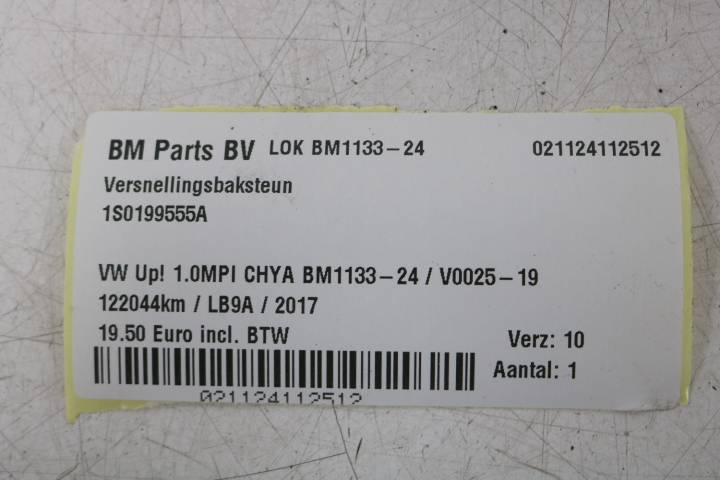 BM Parts BV LOK BM1133-24 021124112512
Versnellingsbaksteun
1S0199555A
VW Up! 1.0MPI CHYA BM1133-24 / V0025-19
122044km / LB9A / 2017
19.50 Euro incl. BTW Verz: 10
Aantal: 1
021124112512